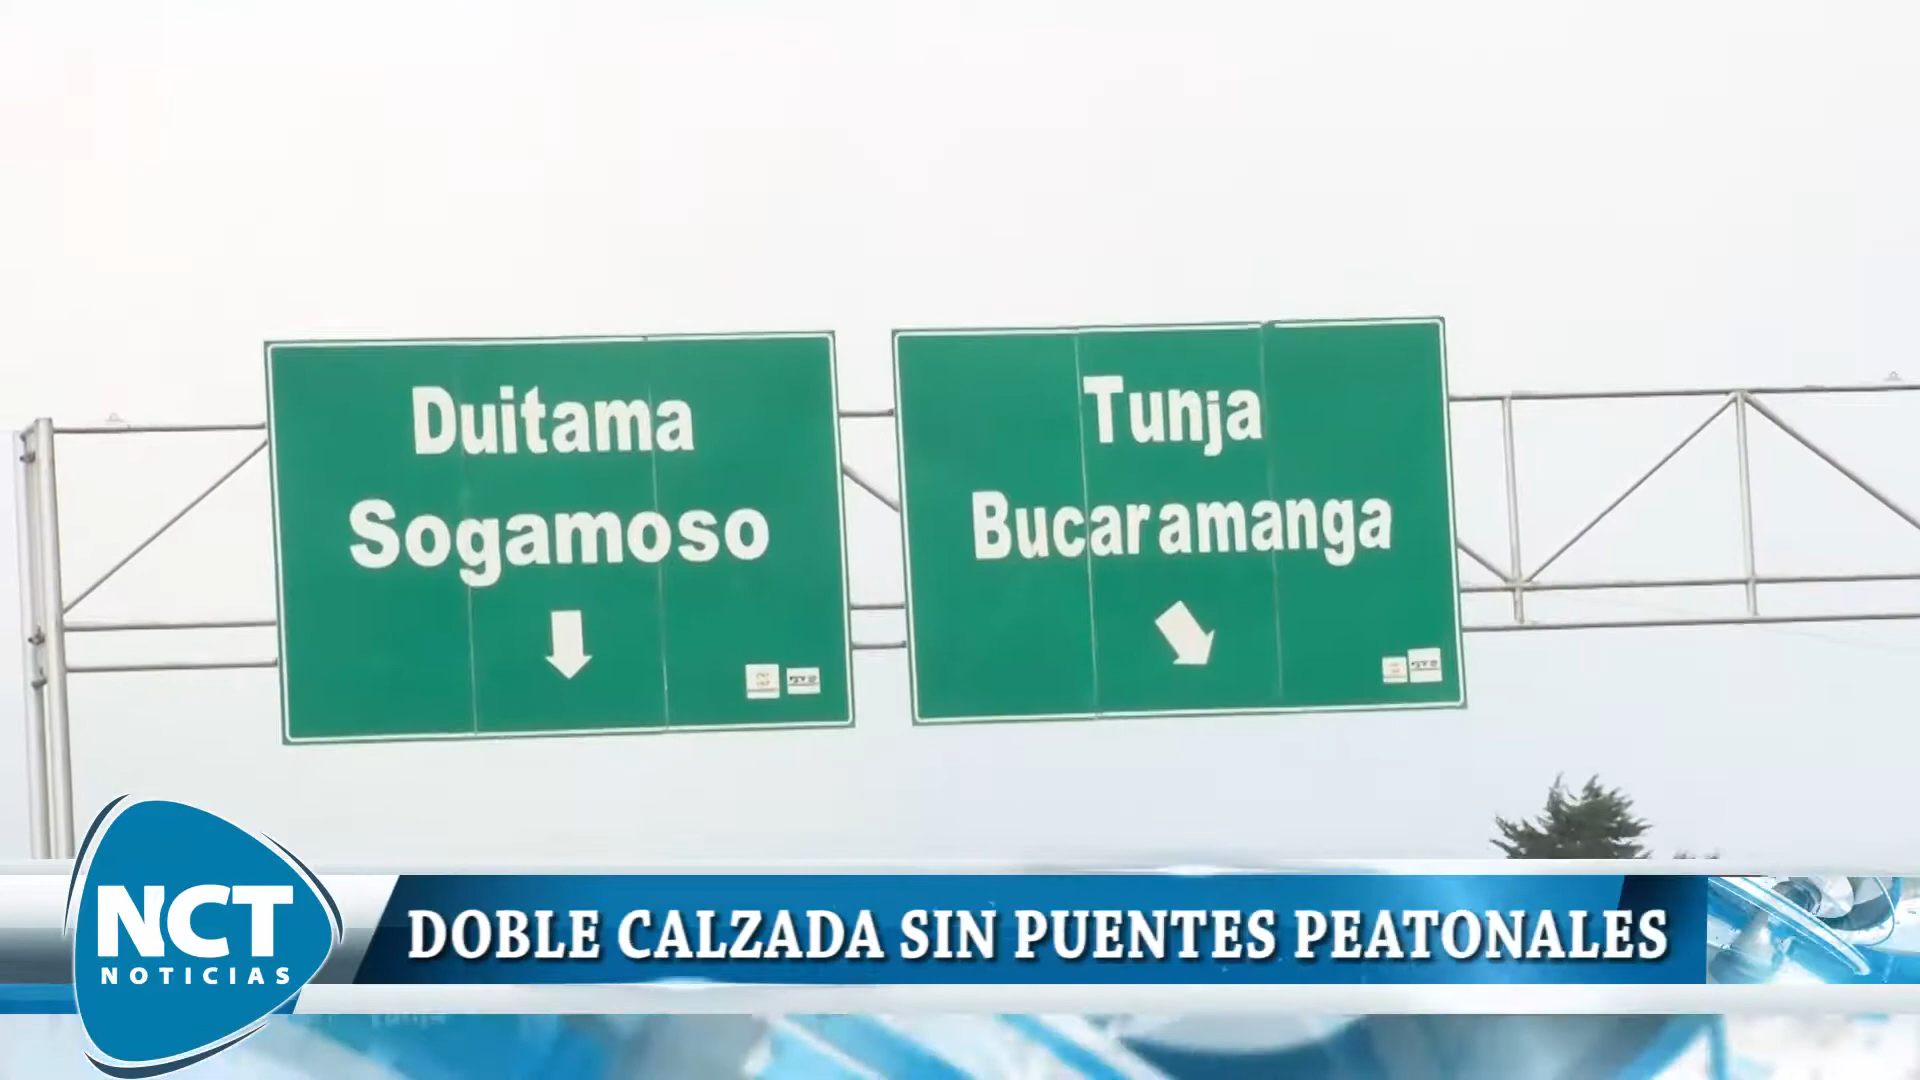 Duitama
Sogamoso
Tunja
Bucaramanga
NCT
NOTICIAS
DOBLE CALZADA SIN PUENTES PEATONALES